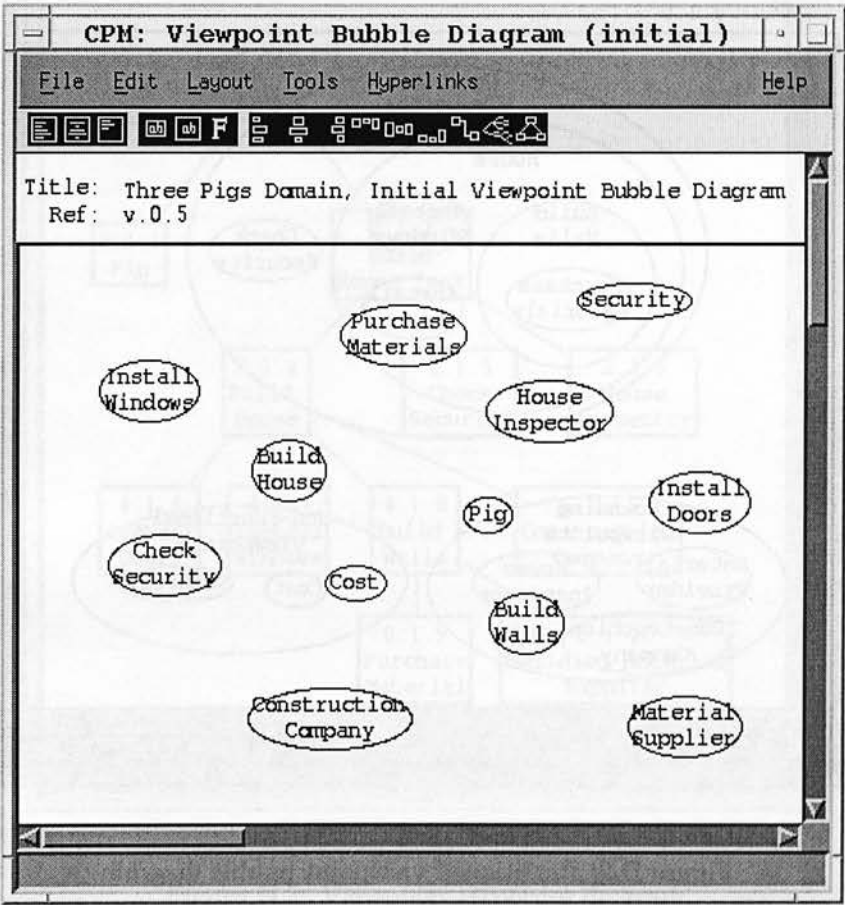 CPM: Viewpoint Bubble Diagram (initial)
File Edit Layout Tools Hyperlinks Help
ab ab F
Title: Three Pigs Domain, Initial Viewpoint Bubble Diagram
Ref: v.0.5
Security
Purchase
Materials
Install
Windows
House
Inspector
Build
House
Install
Doors
Pig
Check
Security
Cost
Build
Walls
Construction
Company
Material
Supplier